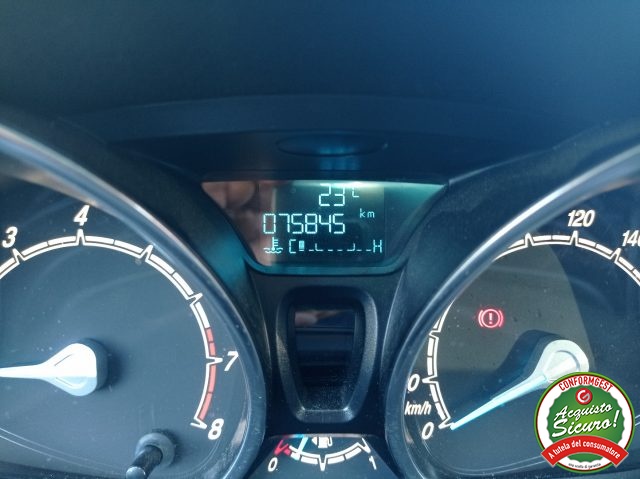 23°C
075845 km
C H
3
4
7
8
120
140
0
km/h
0
0 1
CONFORMGEST
Acquisto
Sicuro!
A tutela del consumatore